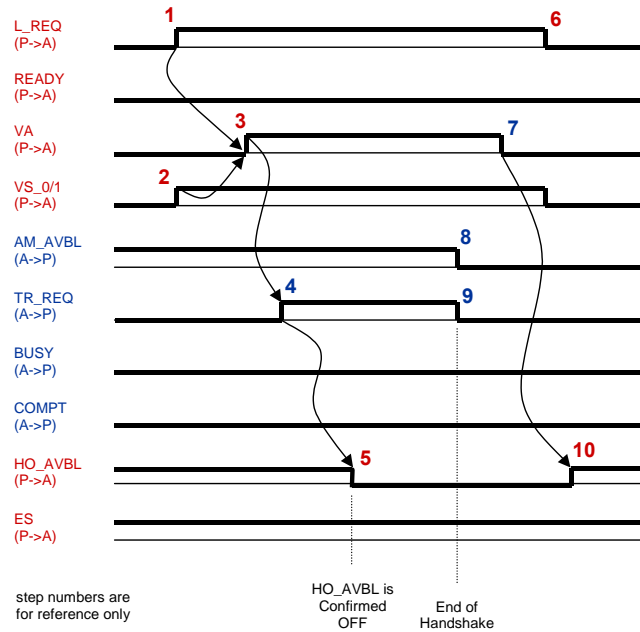 1
6
L_REQ
(P->A)
READY
(P->A)
3
7
VA
(P->A)
2
VS_0/1
(P->A)
AM_AVBL
(A->P)
8
TR_REQ
(A->P)
4
9
BUSY
(A->P)
COMPT
(A->P)
HO_AVBL
(P->A)
5
10
ES
(P->A)
step numbers are
for reference only
HO_AVBL is
Confirmed
OFF
End of
Handshake